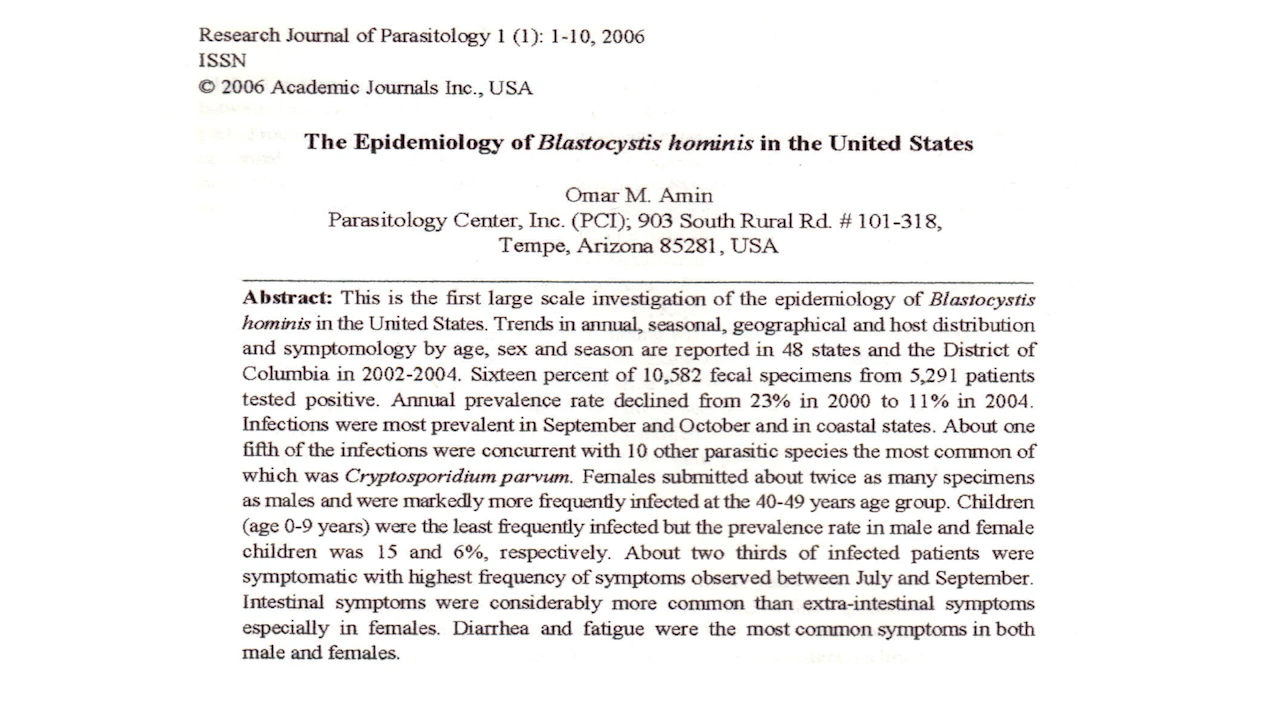 Research Journal of Parasitology 1 (1): 1-10, 2006
ISSN
© 2006 Academic Journals Inc., USA
The Epidemiology of Blastocystis hominis in the United States
Omar M. Amin
Parasitology Center, Inc. (PCI); 903 South Rural Rd. # 101-318,
Tempe, Arizona 85281, USA
Abstract: This is the first large scale investigation of the epidemiology of Blastocystis
hominis in the United States. Trends in annual, seasonal, geographical and host distribution
and symptomology by age, sex and season are reported in 48 states and the District of
Columbia in 2002-2004. Sixteen percent of 10,582 fecal specimens from 5,291 patients
tested positive. Annual prevalence rate declined from 23% in 2000 to 11% in 2004.
Infections were most prevalent in September and October and in coastal states. About one
fifth of the infections were concurrent with 10 other parasitic species the most common of
which was Cryptosporidium parvum. Females submitted about twice as many specimens
as males and were markedly more frequently infected at the 40-49 years age group. Children
(age 0-9 years) were the least frequently infected but the prevalence rate in male and female
children was 15 and 6%, respectively. About two thirds of infected patients were
symptomatic with highest frequency of symptoms observed between July and September.
Intestinal symptoms were considerably more common than extra-intestinal symptoms
especially in females. Diarrhea and fatigue were the most common symptoms in both
male and females.